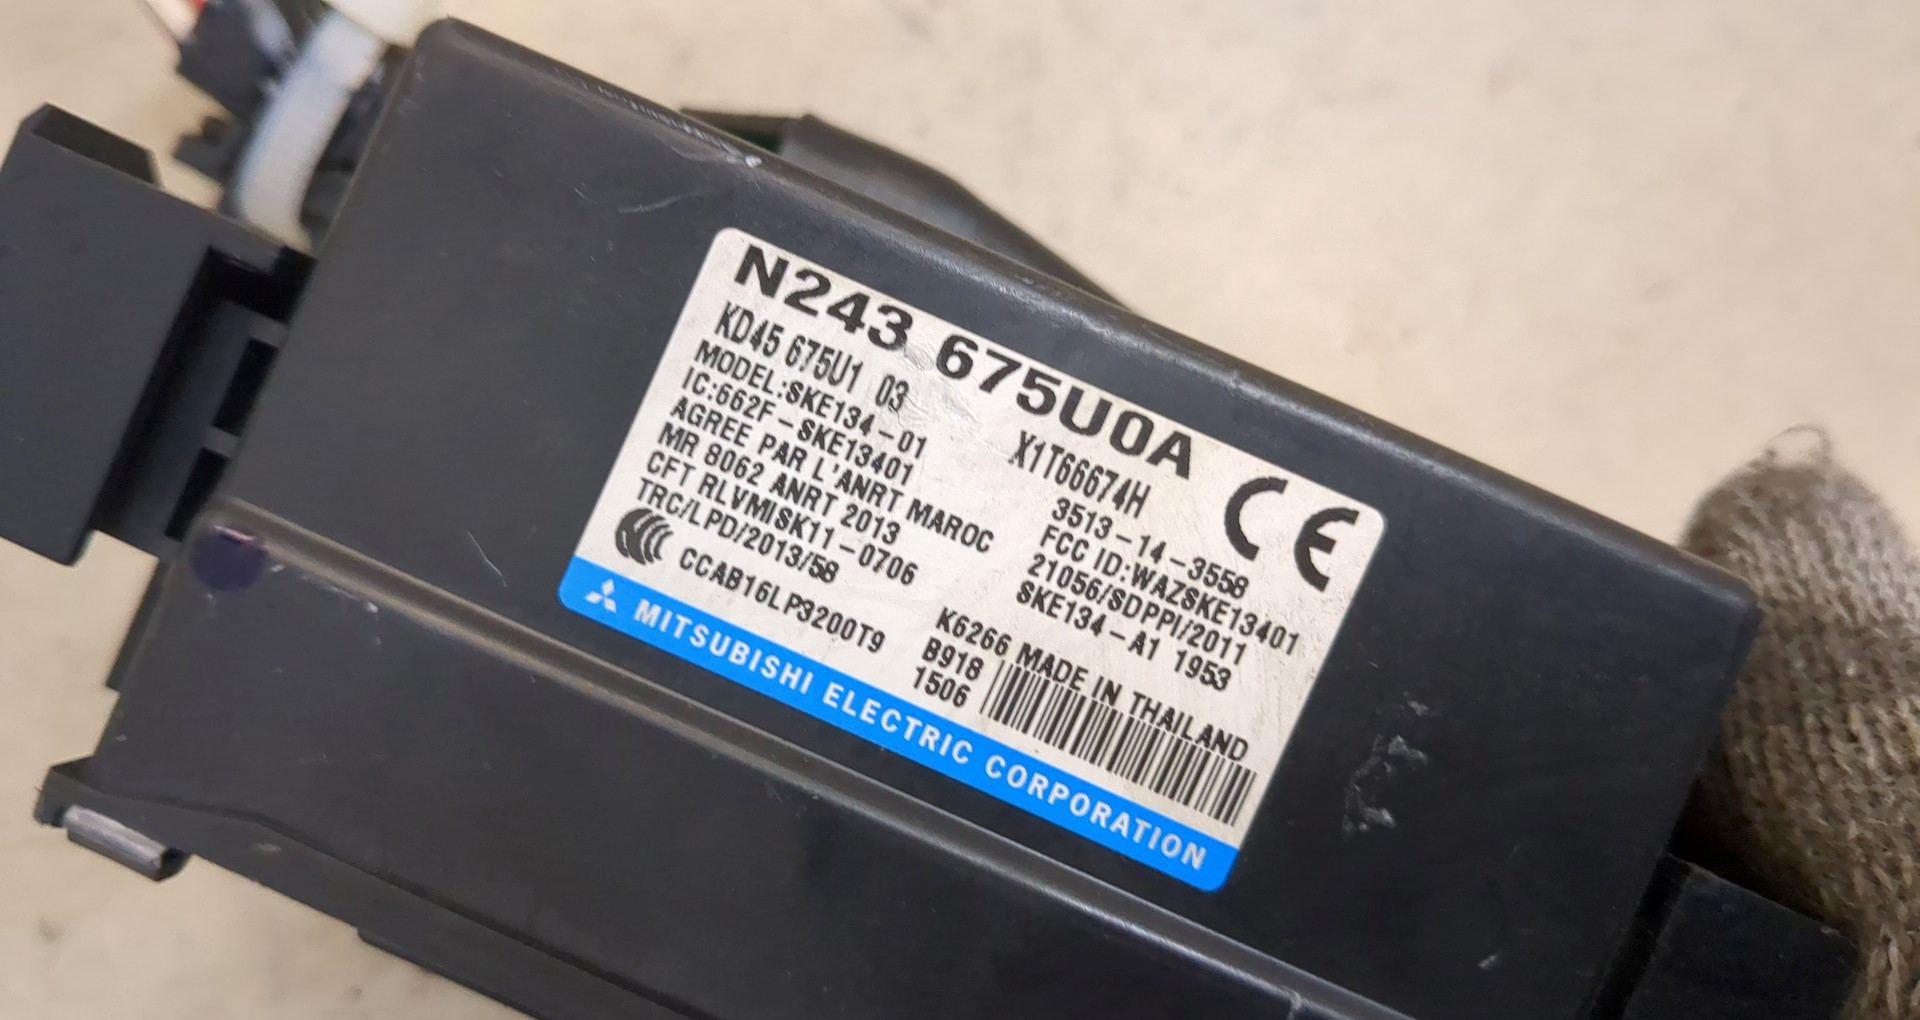 N243 675U0A
KD45 675U1 03 X1T66674H
MODEL:SKE134-01 3513-14-3558
IC:662F-SKE13401 FCC ID:WAZSKE13401
AGREE PAR L'ANRT MAROC 21056/SDPPI/2011
MR 8062 ANRT 2013 SKE134-A1 1953
CFT RLVMISK11-0706
TRC/LPD/2013/58
CCAB16LP3200T9
K6266 MADE IN THAILAND
B918
1506
CE
MITSUBISHI ELECTRIC CORPORATION